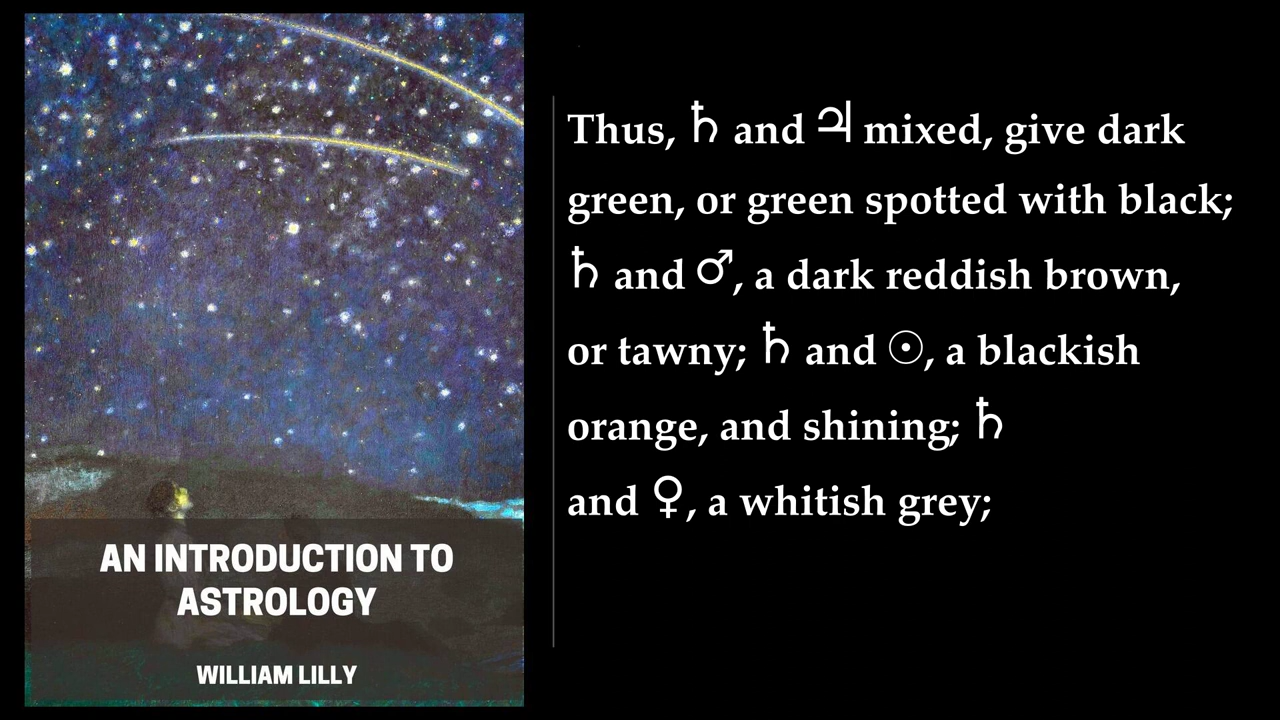 AN INTRODUCTION TO
ASTROLOGY
WILLIAM LILLY
Thus, ♄ and ♃ mixed, give dark
green, or green spotted with black;
♄ and ♂, a dark reddish brown,
or tawny; ♄ and ☉, a blackish
orange, and shining; ♄
and ♀, a whitish grey;